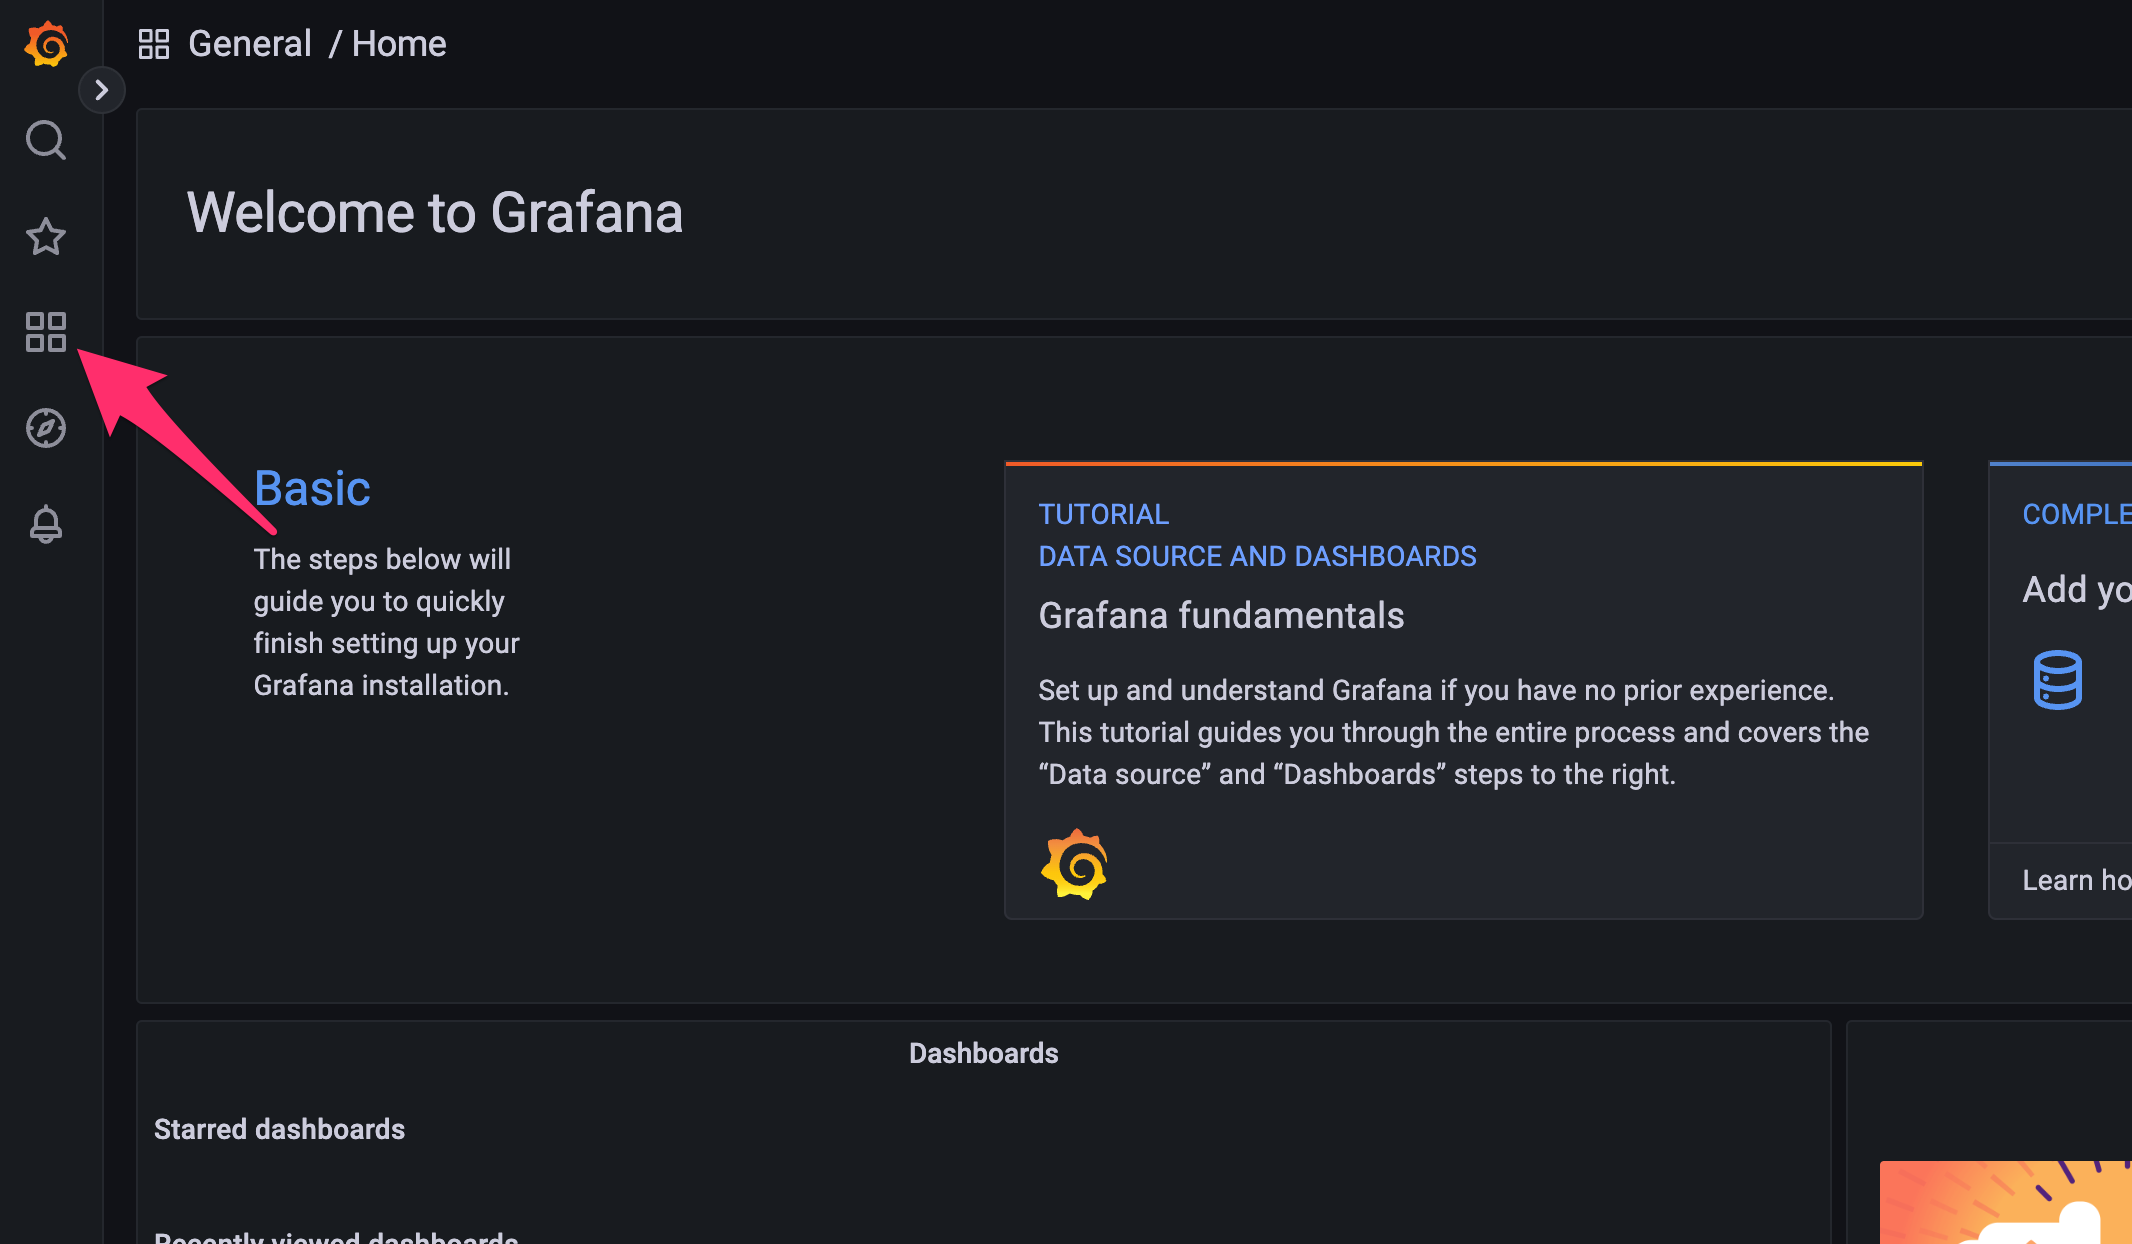 General / Home
Welcome to Grafana
Basic
The steps below will
guide you to quickly
finish setting up your
Grafana installation.
TUTORIAL
DATA SOURCE AND DASHBOARDS
Grafana fundamentals
Set up and understand Grafana if you have no prior experience.
This tutorial guides you through the entire process and covers the
“Data source” and “Dashboards” steps to the right.
COMPLE
Add yo
Learn ho
Dashboards
Starred dashboards
Recently viewed dashboards